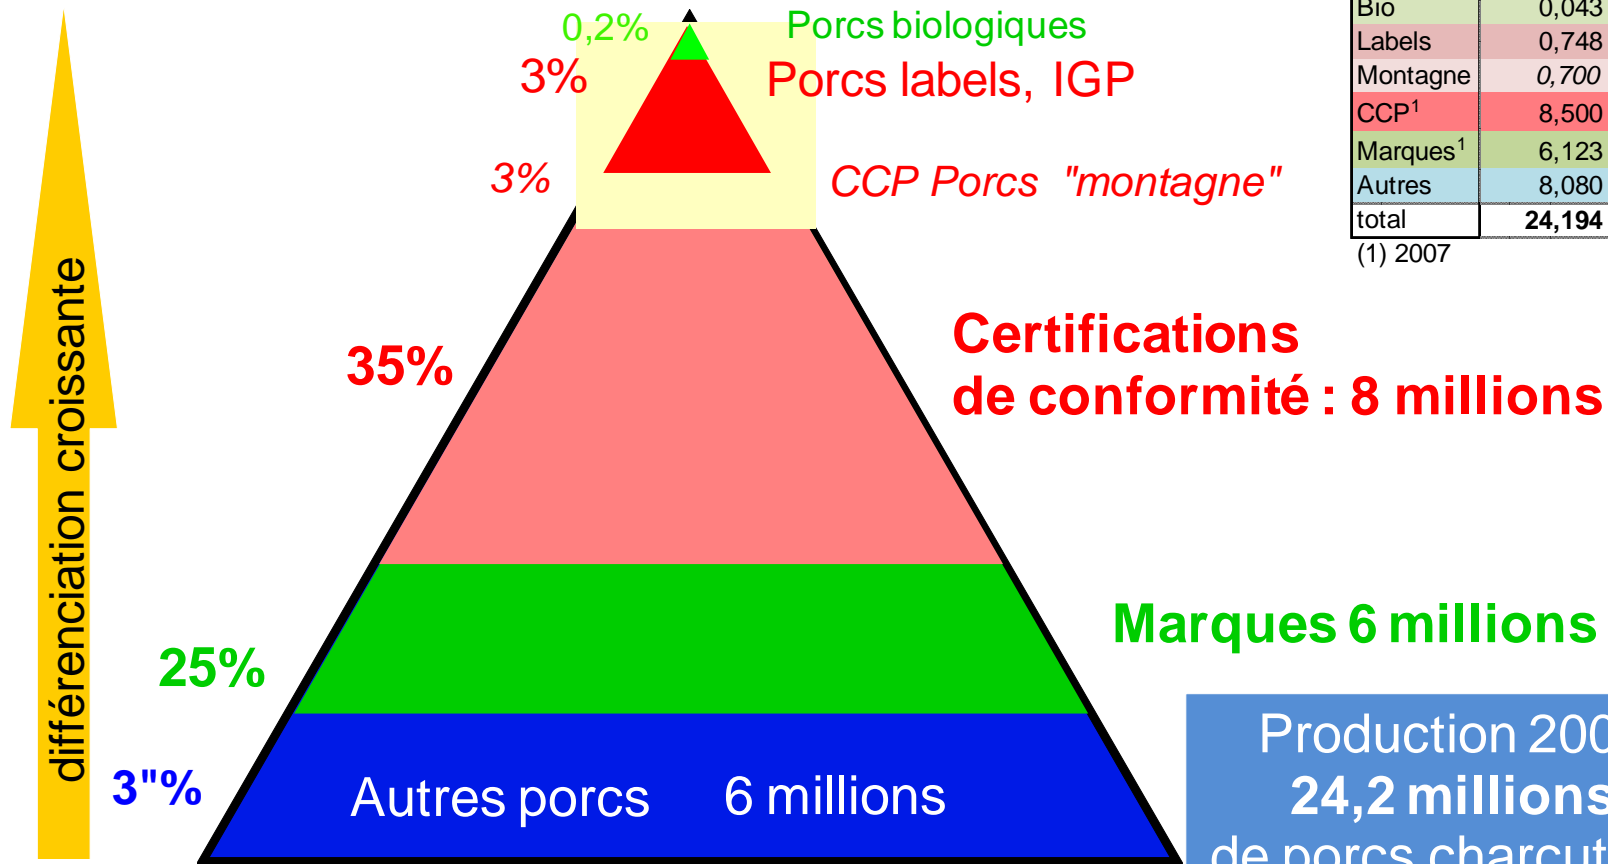 différenciation croissante
0,2% Porcs biologiques
3% Porcs labels, IGP
3% CCP Porcs "montagne"
Bio 0,043
Labels 0,748
Montagne 0,700
CCP¹ 8,500
Marques¹ 6,123
Autres 8,080
total 24,194
(1) 2007
35%
Certifications
de conformité : 8 millions
25%
Marques 6 millions
3"%
Autres porcs 6 millions
Production 200
24,2 millions
de porcs charcut